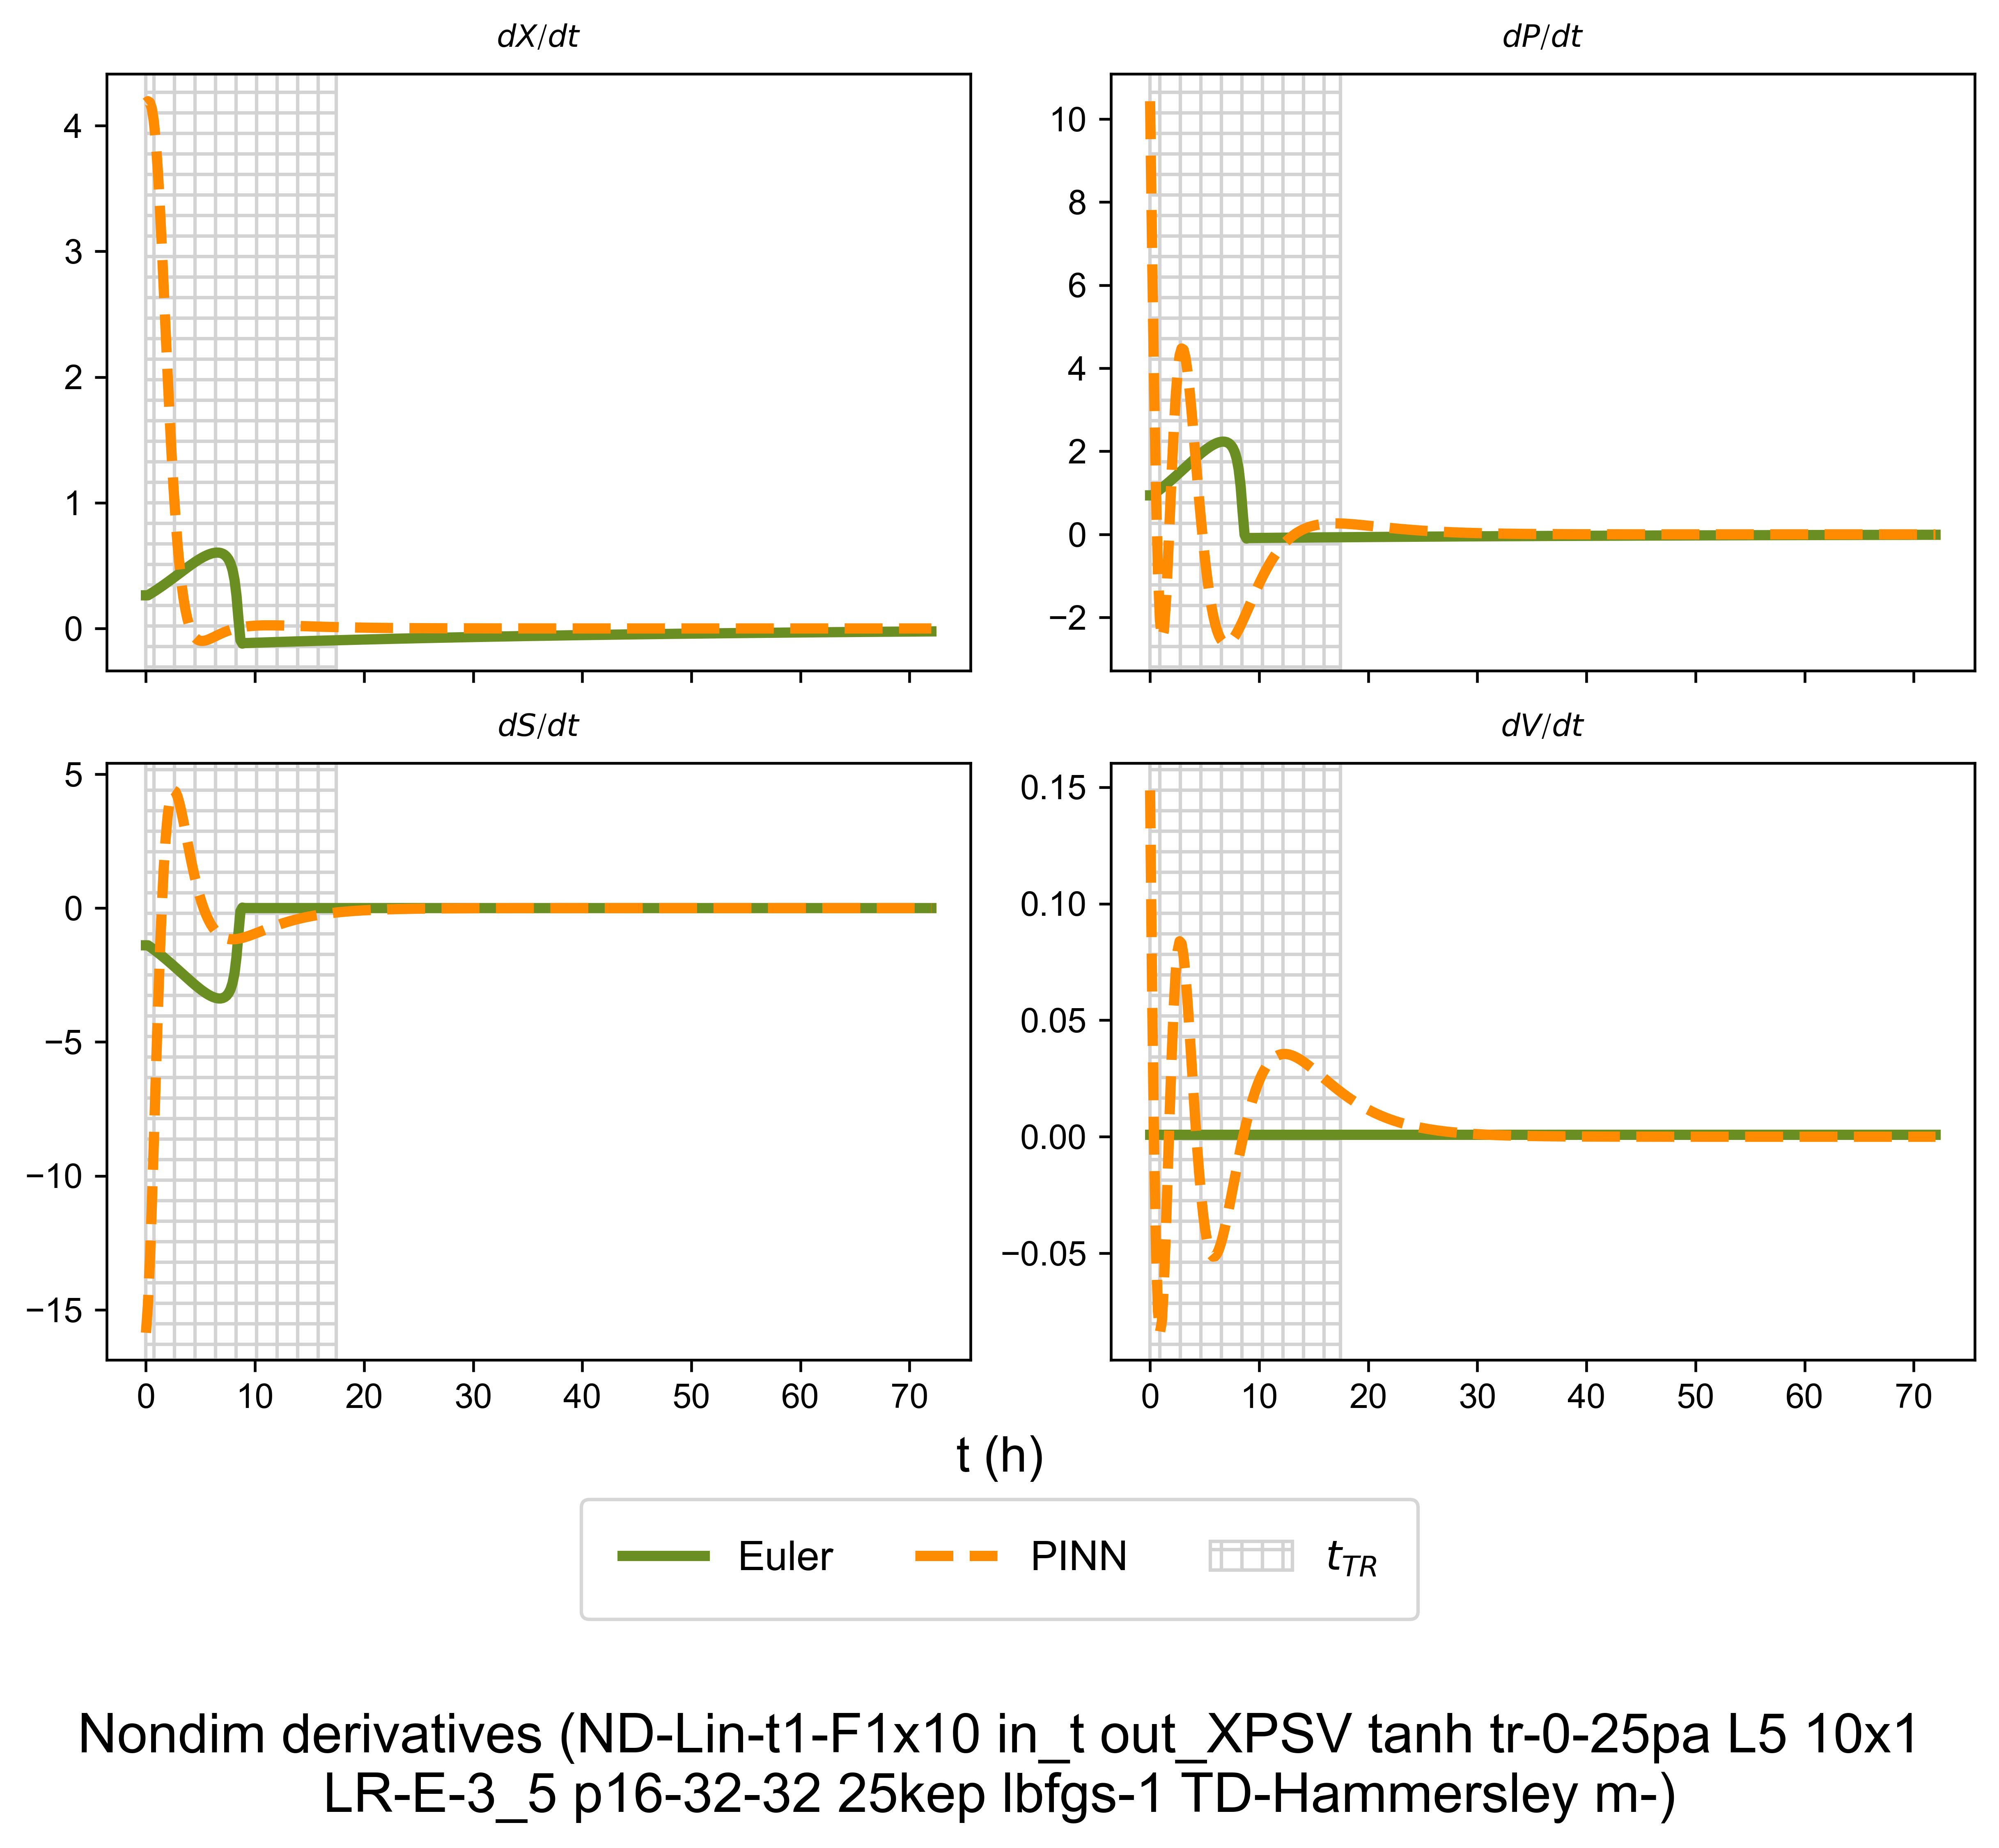 dX/dt
dP/dt
4
3
2
1
0
10
8
6
4
2
0
−2
dS/dt
dV/dt
5
0
−5
−10
−15
0.15
0.10
0.05
0.00
−0.05
0 10 20 30 40 50 60 70
0 10 20 30 40 50 60 70
t (h)
Euler PINN t_TR
Nondim derivatives (ND-Lin-t1-F1x10 in_t out_XPSV tanh tr-0-25pa L5 10x1
LR-E-3_5 p16-32-32 25kep lbfgs-1 TD-Hammersley m-)